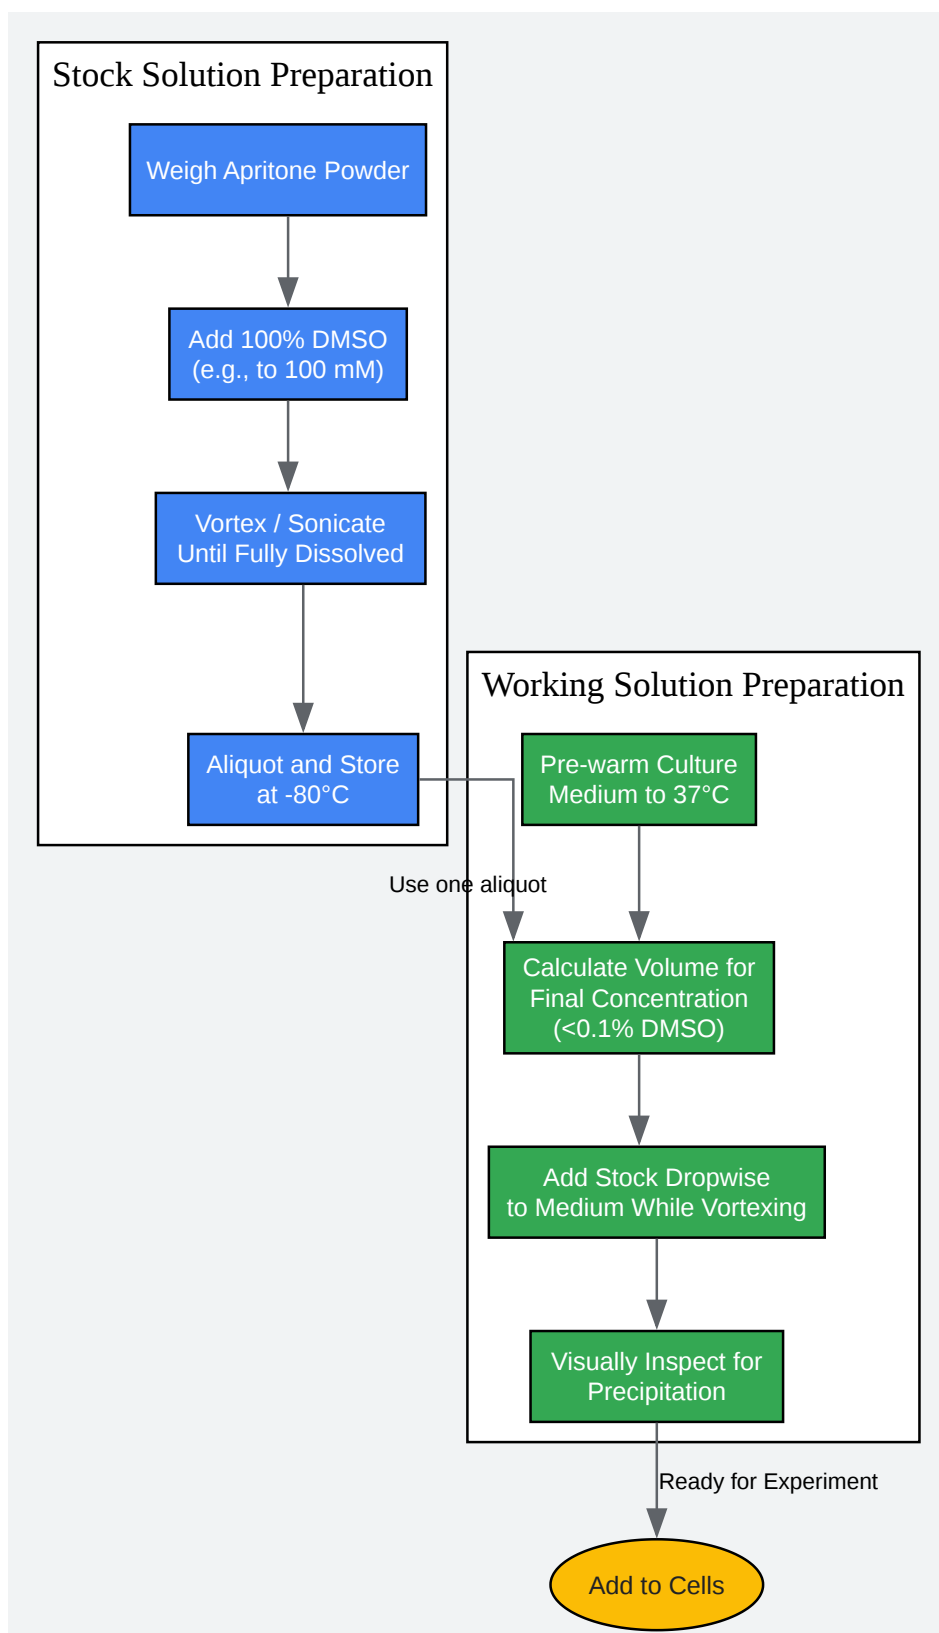 Stock Solution Preparation
Weigh Apritone Powder
Add 100% DMSO
(e.g., to 100 mM)
Vortex / Sonicate
Until Fully Dissolved
Aliquot and Store
at -80°C
Use one aliquot
Working Solution Preparation
Pre-warm Culture
Medium to 37°C
Calculate Volume for
Final Concentration
(<0.1% DMSO)
Add Stock Dropwise
to Medium While Vortexing
Visually Inspect for
Precipitation
Ready for Experiment
Add to Cells